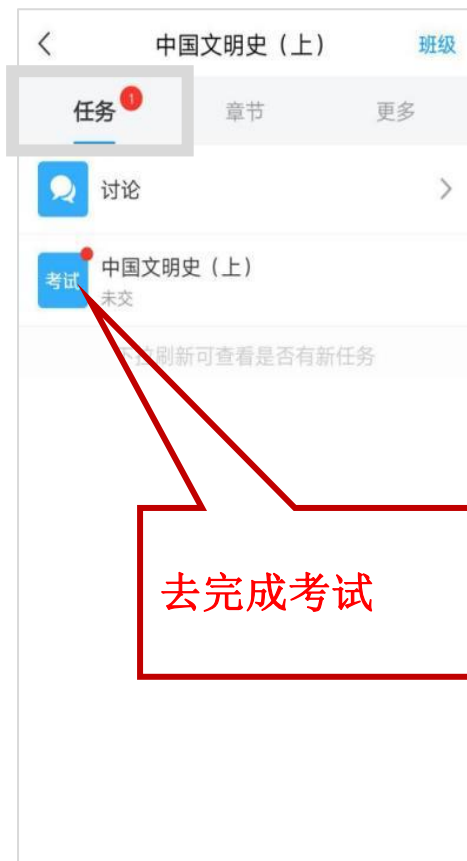 中国文明史（上）
班级
任务
1
章节
更多
讨论
考试
中国文明史（上）
未交
下拉刷新可查看是否有新任务
去完成考试